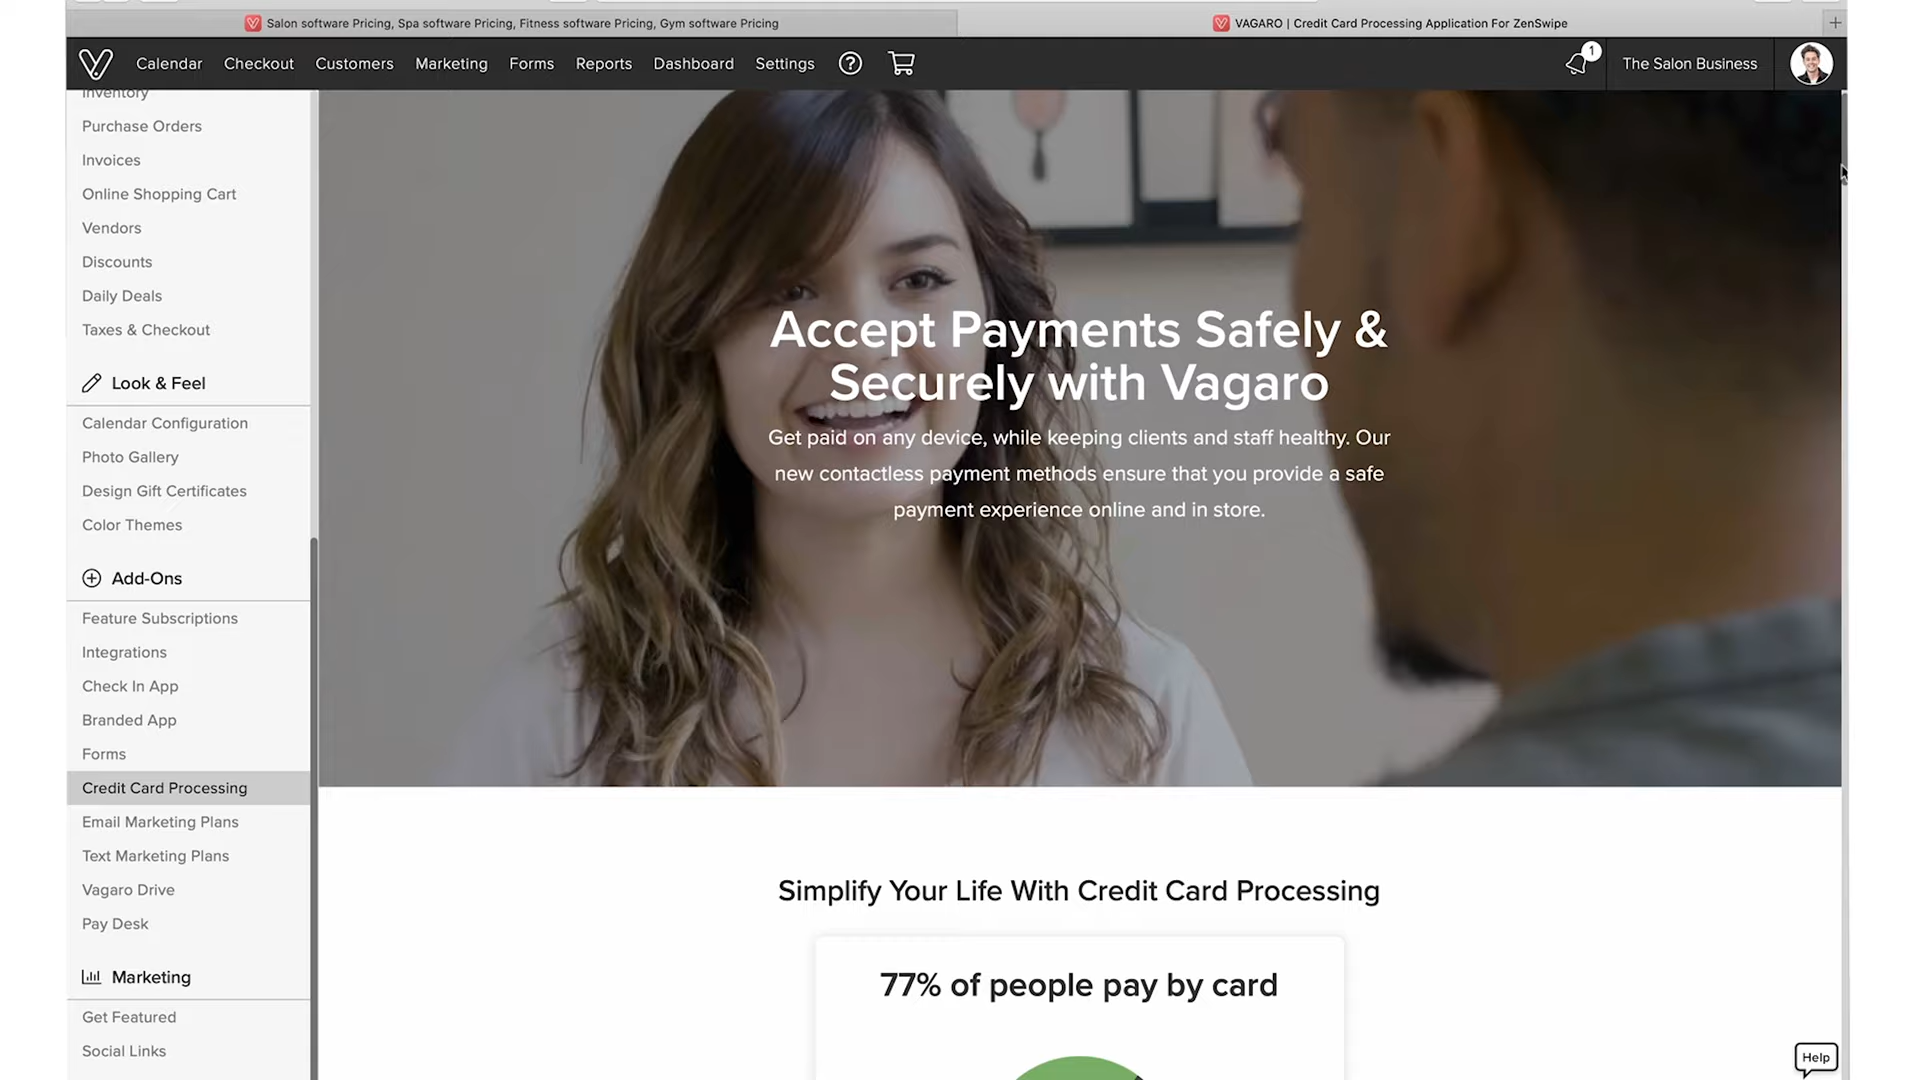 Salon software Pricing, Spa software Pricing, Fitness software Pricing, Gym software Pricing
VAGARO | Credit Card Processing Application For ZenSwipe
Calendar
Checkout
Customers
Marketing
Forms
Reports
Dashboard
Settings
?
1
The Salon Business
Inventory
Purchase Orders
Invoices
Online Shopping Cart
Vendors
Discounts
Daily Deals
Taxes & Checkout
Look & Feel
Calendar Configuration
Photo Gallery
Design Gift Certificates
Color Themes
Add-Ons
Feature Subscriptions
Integrations
Check In App
Branded App
Forms
Credit Card Processing
Email Marketing Plans
Text Marketing Plans
Vagaro Drive
Pay Desk
Marketing
Get Featured
Social Links
Accept Payments Safely &
Securely with Vagaro
Get paid on any device, while keeping clients and staff healthy. Our
new contactless payment methods ensure that you provide a safe
payment experience online and in store.
Simplify Your Life With Credit Card Processing
77% of people pay by card
Help